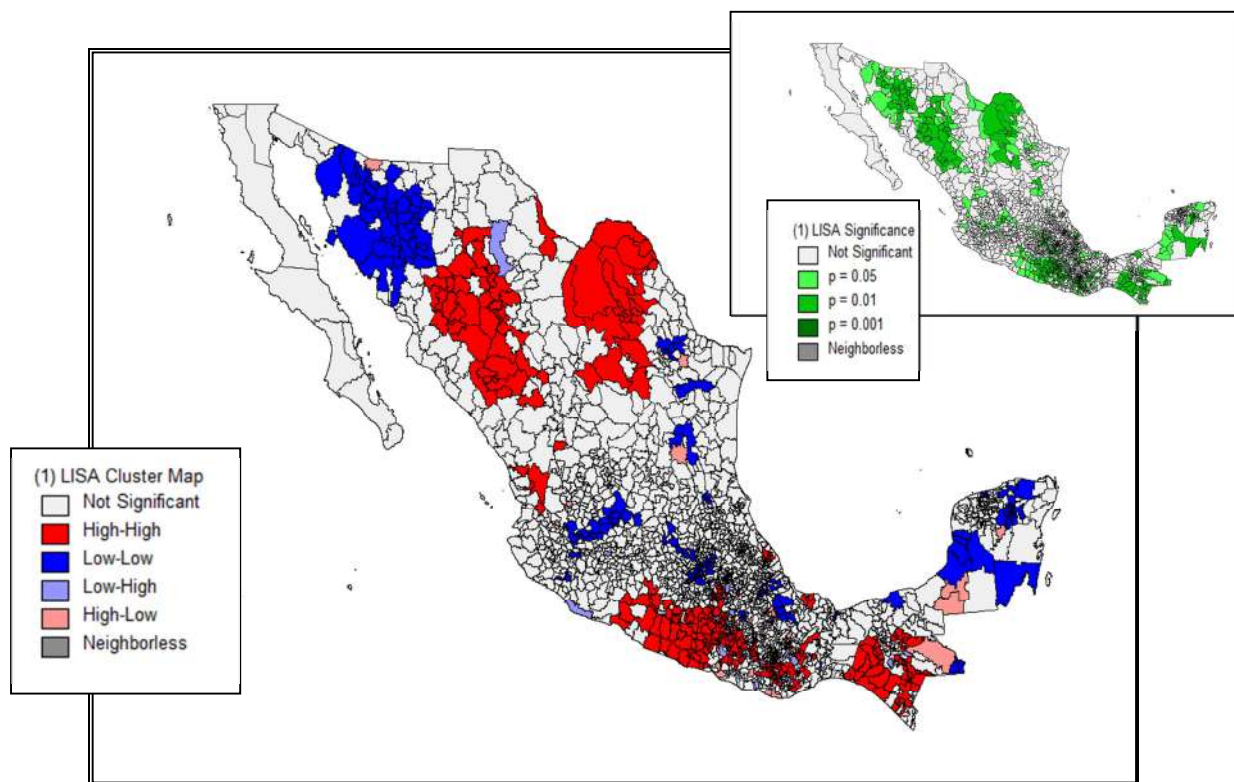 (1) LISA Significance
Not Significant
p = 0.05
p = 0.01
p = 0.001
Neighborless
(1) LISA Cluster Map
Not Significant
High-High
Low-Low
Low-High
High-Low
Neighborless